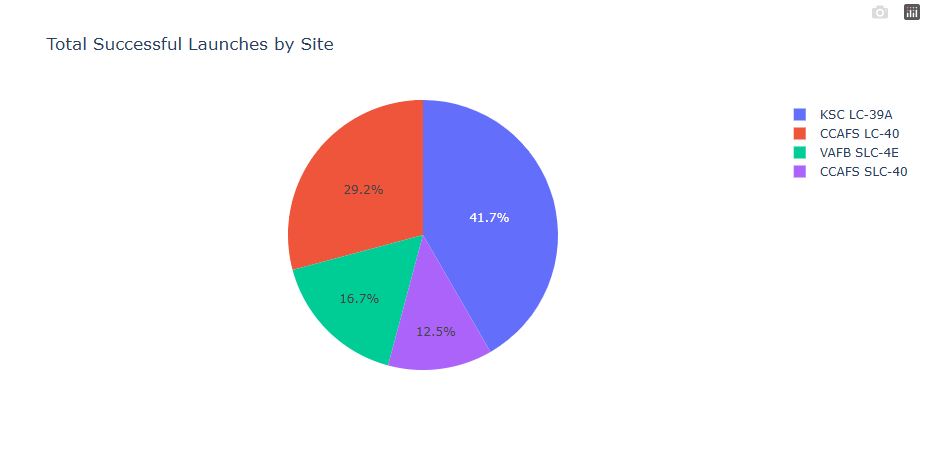 Total Successful Launches by Site
KSC LC-39A
CCAFS LC-40
VAFB SLC-4E
CCAFS SLC-40
29.2%
41.7%
16.7%
12.5%